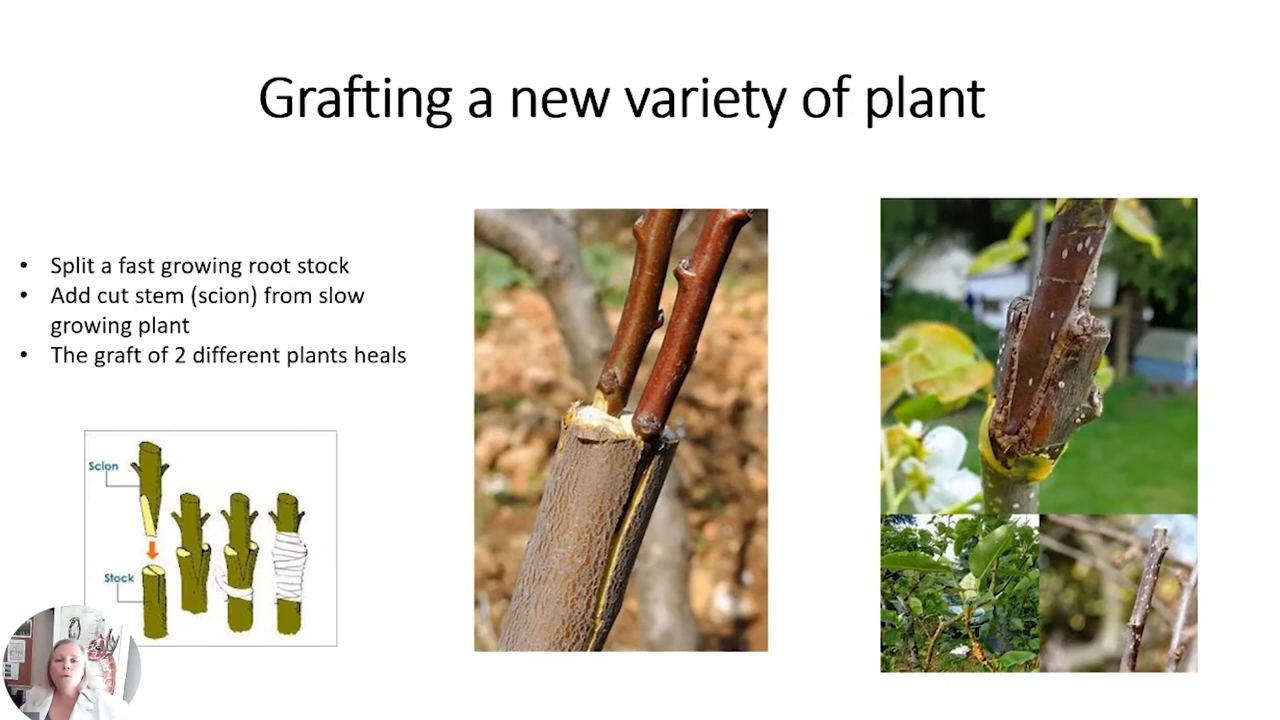 Grafting a new variety of plant
• Split a fast growing root stock
• Add cut stem (scion) from slow
growing plant
• The graft of 2 different plants heals
Scion
Stock